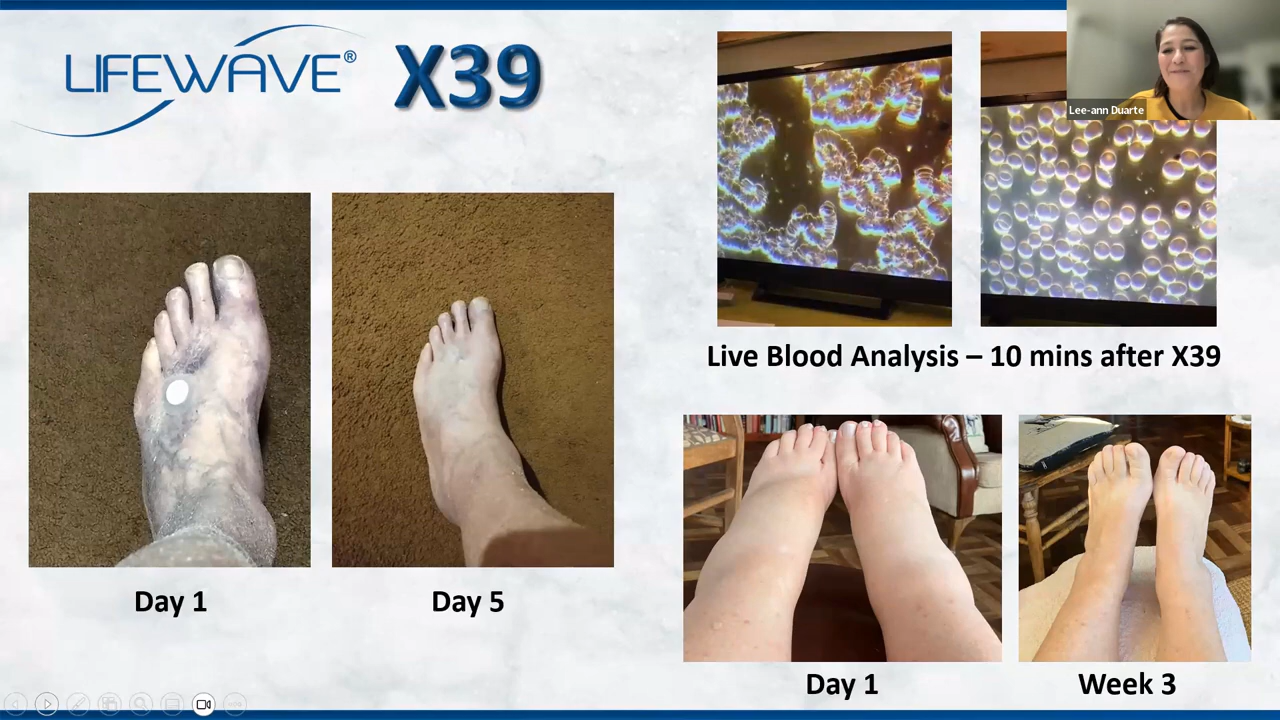 LIFEWAVE® X39
Lee-ann Duarte
Live Blood Analysis – 10 mins after X39
Day 1
Day 5
Day 1
Week 3